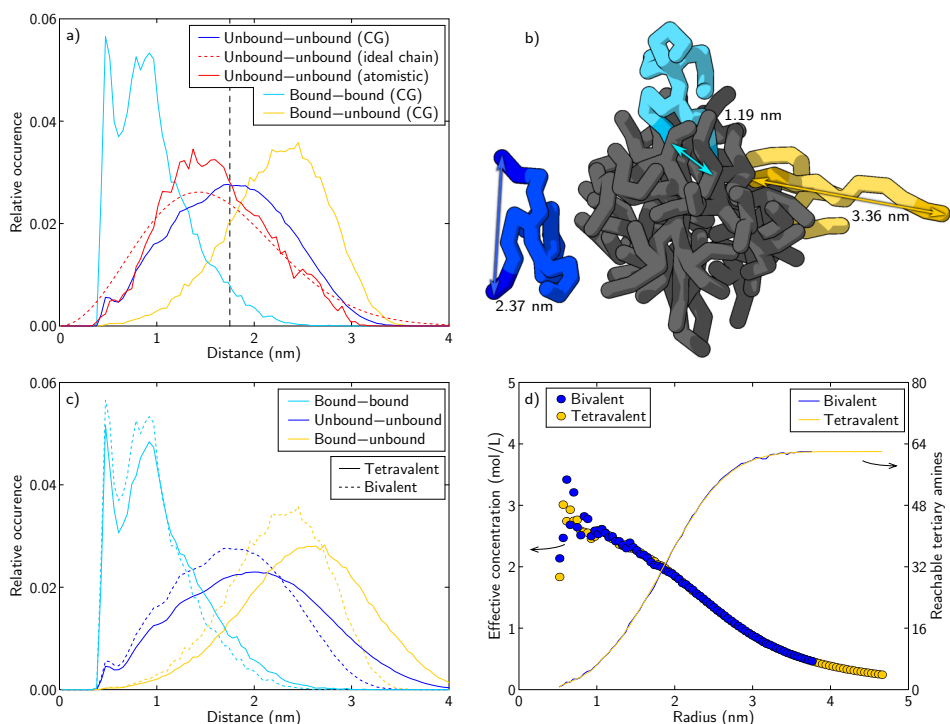 a)
Unbound—unbound (CG)
Unbound—unbound (ideal chain)
Unbound—unbound (atomistic)
Bound—bound (CG)
Bound—unbound (CG)
0.06
0.04
0.02
0.00
Relative occurence
0 1 2 3 4
Distance (nm)
b)
1.19 nm
3.36 nm
2.37 nm
c)
Bound—bound
Unbound—unbound
Bound—unbound
Tetravalent
Bivalent
0.06
0.04
0.02
0.00
Relative occurence
0 1 2 3 4
Distance (nm)
d)
Bivalent
Tetravalent
Bivalent
Tetravalent
5
4
3
2
1
0
Effective concentration (mol/L)
80
64
48
32
16
0
Reachable tertiary amines
0 1 2 3 4 5
Radius (nm)